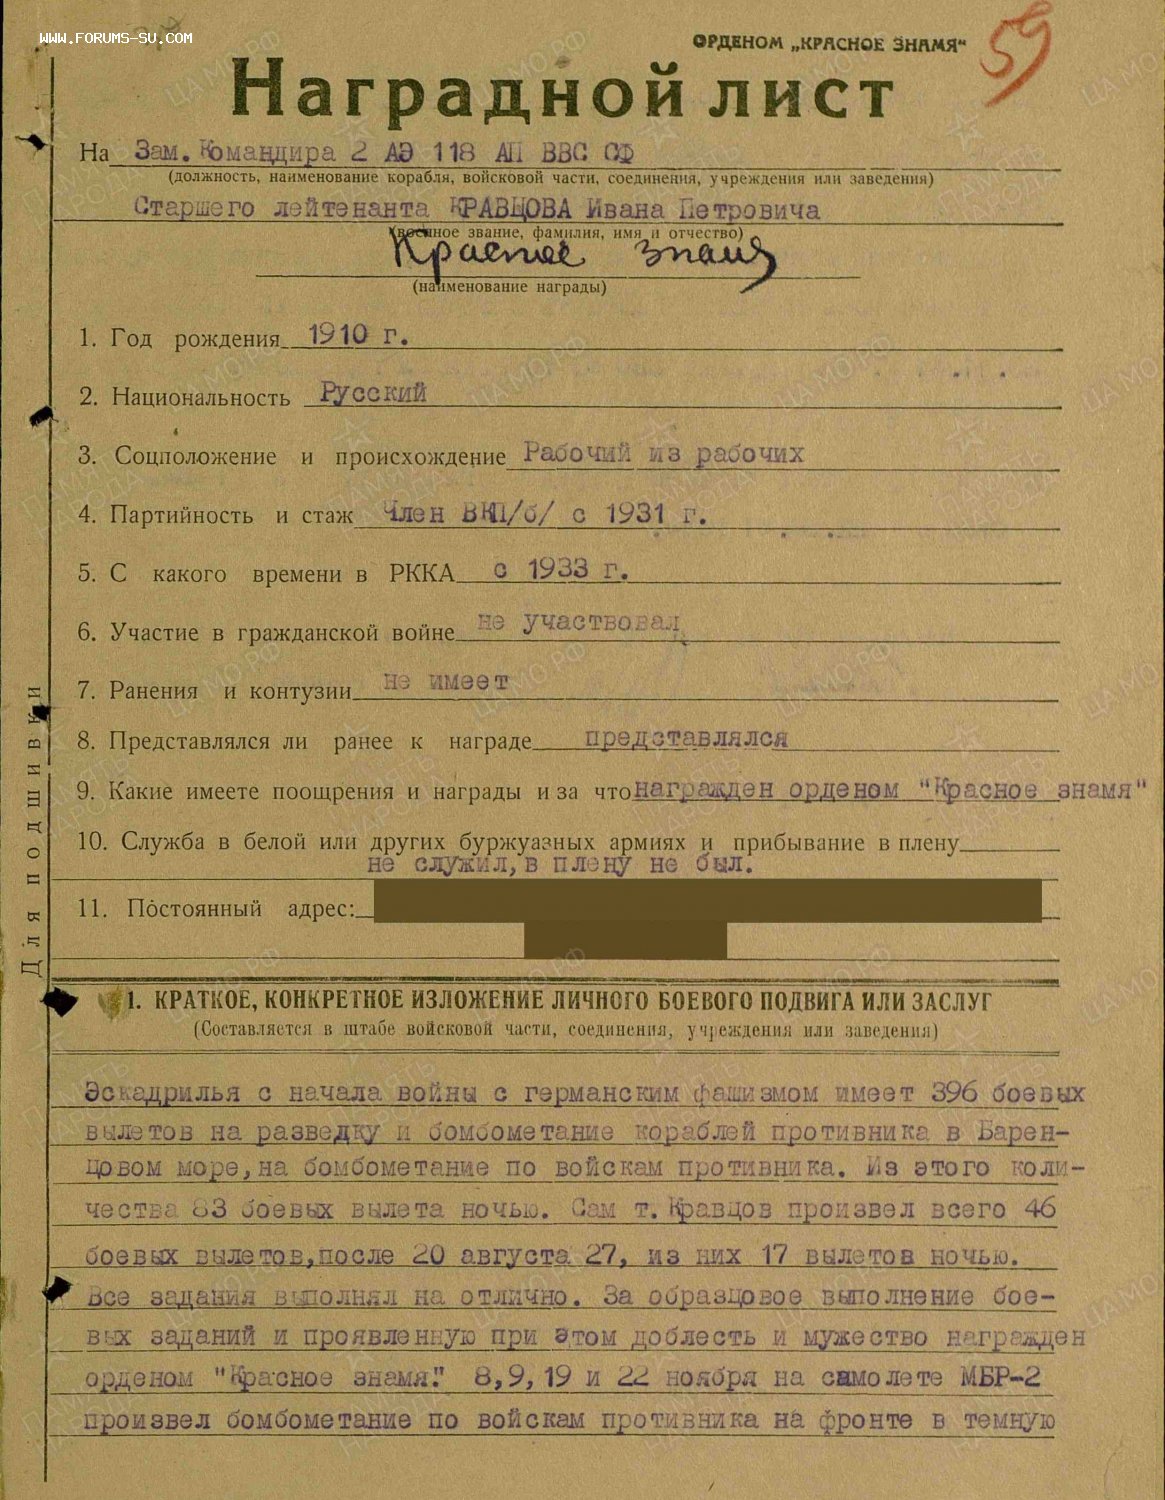 www.forums-su.com
ОРДЕНОМ „КРАСНОЕ ЗНАМЯ“
59
Наградной лист
На Зам. Командира 2 АЭ 118 АП ВВС СФ
(должность, наименование корабля, войсковой части, соединения, учреждения или заведения)
Старшего лейтенанта КРАВЦОВА Ивана Петровича
(военное звание, фамилия, имя и отчество)
Красное знамя
(наименование награды)
1. Год рождения 1910 г.
2. Национальность Русский
3. Соцположение и происхождение Рабочий из рабочих
4. Партийность и стаж Член ВКП/б/ с 1931 г.
5. С какого времени в РККА с 1933 г.
6. Участие в гражданской войне не участвовал
7. Ранения и контузии не имеет
8. Представлялся ли ранее к награде представлялся
9. Какие имеете поощрения и награды и за что награжден орденом "Красное знамя"
10. Служба в белой или других буржуазных армиях и прибывание в плену
не служил, в плену не был.
11. Постоянный адрес:
Для подшивки
1. КРАТКОЕ, КОНКРЕТНОЕ ИЗЛОЖЕНИЕ ЛИЧНОГО БОЕВОГО ПОДВИГА ИЛИ ЗАСЛУГ
(Составляется в штабе войсковой части, соединения, учреждения или заведения)
Эскадрилья с начала войны с германским фашизмом имеет 396 боевых
вылетов на разведку и бомбометание кораблей противника в Барен-
цовом море, на бомбометание по войскам противника. Из этого коли-
чества 83 боевых вылета ночью. Сам т. Кравцов произвел всего 46
боевых вылетов, после 20 августа 27, из них 17 вылетов ночью.
Все задания выполнял на отлично. За образцовое выполнение бое-
вых заданий и проявленную при этом доблесть и мужество награжден
орденом "Красное знамя". 8,9,19 и 22 ноября на самолете МБР-2
произвел бомбометание по войскам противника на фронте в темную